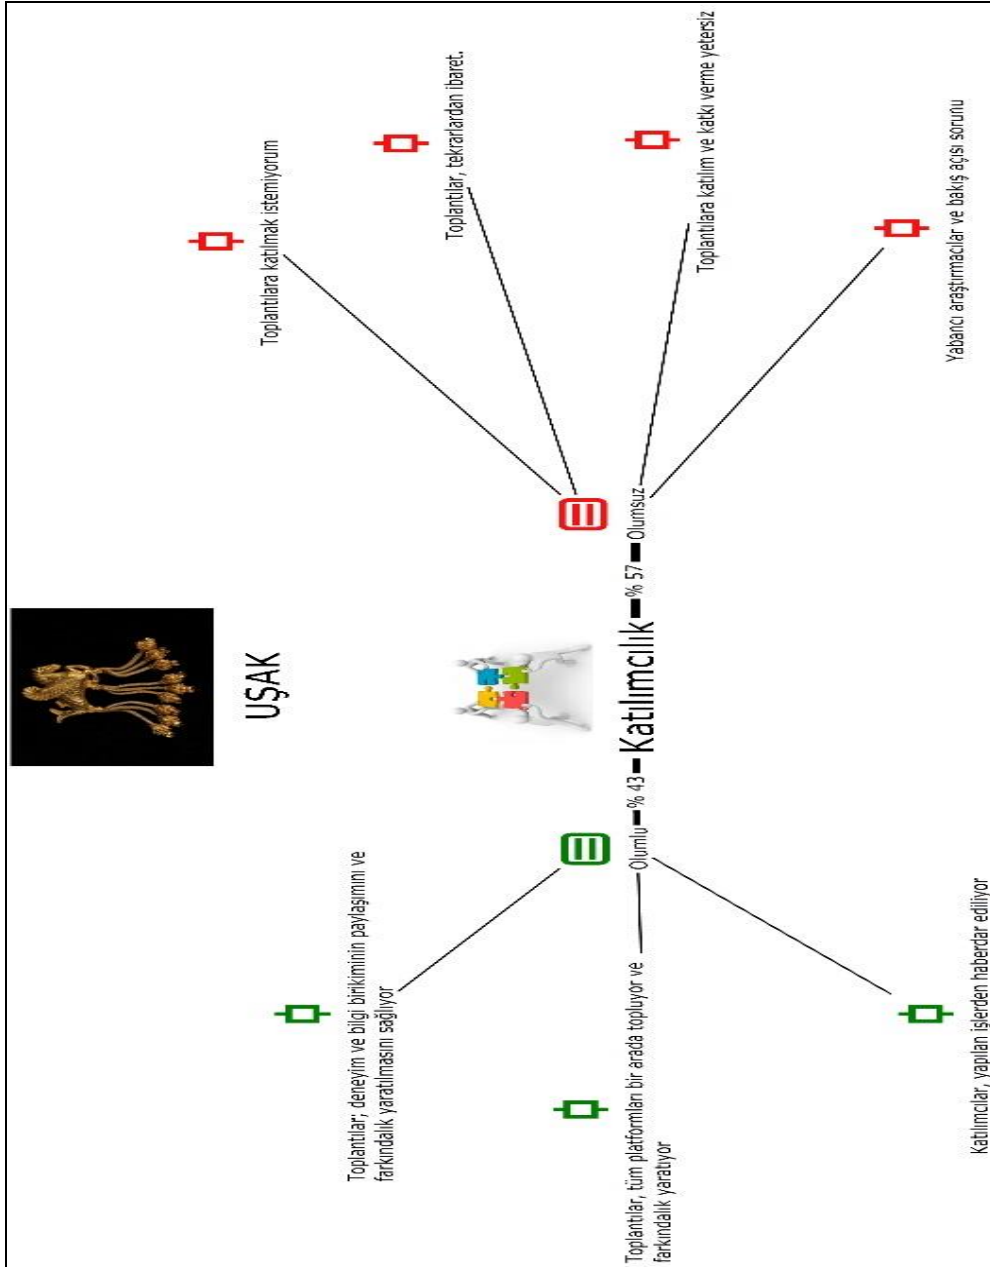 UŞAK
Katılımcılık
% 43
Olumlu
Toplantılar; deneyim ve bilgi birikiminin paylaşımını ve
farkındalık yaratılmasını sağlıyor
Toplantılar, tüm platformları bir arada topluyor ve
farkındalık yaratıyor
Katılımcılar, yapılan işlerden haberdar ediliyor
% 57
Olumsuz
Toplantılara katılmak istemiyorum
Toplantılar, tekrarlardan ibaret.
Toplantılara katılım ve katkı verme yetersiz
Yabancı araştırmacılar ve bakış açısı sorunu